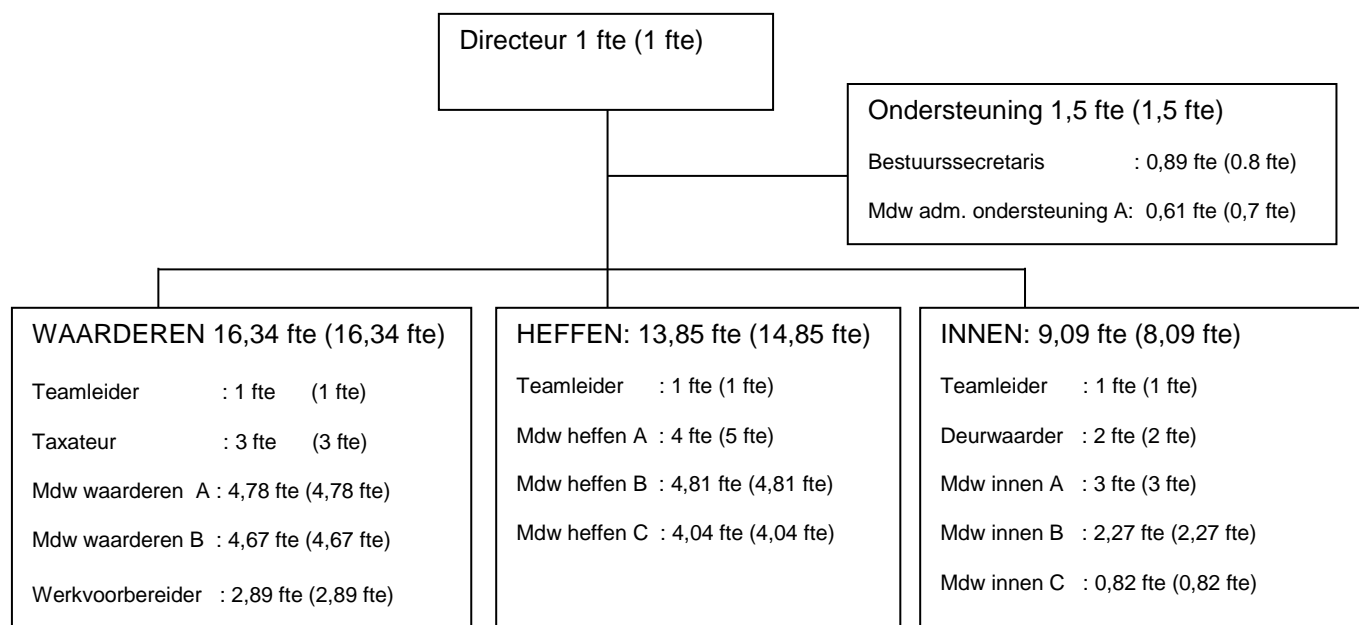 Directeur 1 fte (1 fte)
Ondersteuning 1,5 fte (1,5 fte)
Bestuurssecretaris : 0,89 fte (0.8 fte)
Mdw adm. ondersteuning A: 0,61 fte (0,7 fte)
WAARDEREN 16,34 fte (16,34 fte)
Teamleider : 1 fte (1 fte)
Taxateur : 3 fte (3 fte)
Mdw waarderen A : 4,78 fte (4,78 fte)
Mdw waarderen B : 4,67 fte (4,67 fte)
Werkvoorbereider : 2,89 fte (2,89 fte)
HEFFEN: 13,85 fte (14,85 fte)
Teamleider : 1 fte (1 fte)
Mdw heffen A : 4 fte (5 fte)
Mdw heffen B : 4,81 fte (4,81 fte)
Mdw heffen C : 4,04 fte (4,04 fte)
INNEN: 9,09 fte (8,09 fte)
Teamleider : 1 fte (1 fte)
Deurwaarder : 2 fte (2 fte)
Mdw innen A : 3 fte (3 fte)
Mdw innen B : 2,27 fte (2,27 fte)
Mdw innen C : 0,82 fte (0,82 fte)